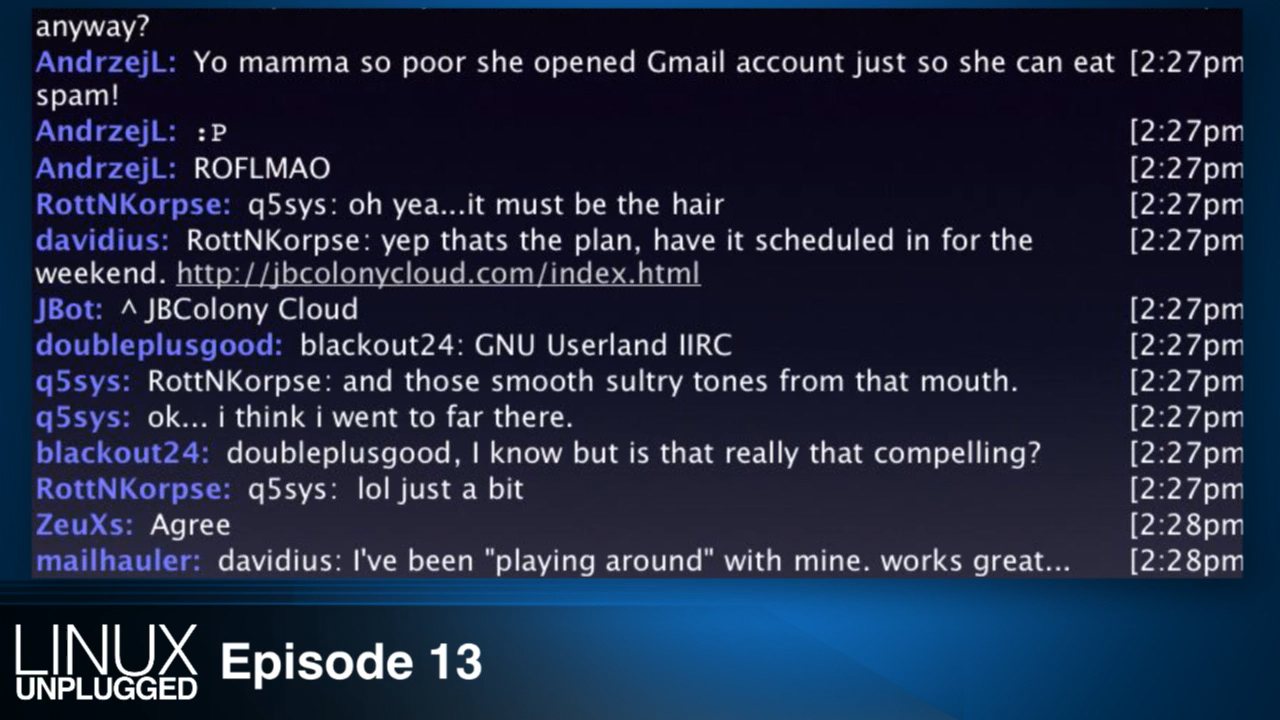 anyway?
AndrzejL: Yo mamma so poor she opened Gmail account just so she can eat [2:27pm
spam!
AndrzejL: :P [2:27pm
AndrzejL: ROFLMAO [2:27pm
RottNKorpse: q5sys: oh yea...it must be the hair [2:27pm
davidius: RottNKorpse: yep thats the plan, have it scheduled in for the [2:27pm
weekend. http://jbcolonycloud.com/index.html
JBot: ^ JBColony Cloud [2:27pm
doubleplusgood: blackout24: GNU Userland IIRC [2:27pm
q5sys: RottNKorpse: and those smooth sultry tones from that mouth. [2:27pm
q5sys: ok... i think i went to far there. [2:27pm
blackout24: doubleplusgood, I know but is that really that compelling? [2:27pm
RottNKorpse: q5sys: lol just a bit [2:27pm
ZeuXs: Agree [2:28pm
mailhauler: davidius: I've been "playing around" with mine. works great... [2:28pm
LINUX
UNPLUGGED
Episode 13